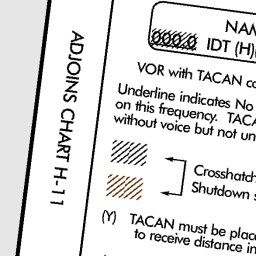 ADJOINS CHART H-11
NAM
000.0 IDT (H)
VOR with TACAN co
Underline indicates No
on this frequency. TACA
without voice but not un
Crosshatch
Shutdown s
(Y) TACAN must be place
to receive distance in